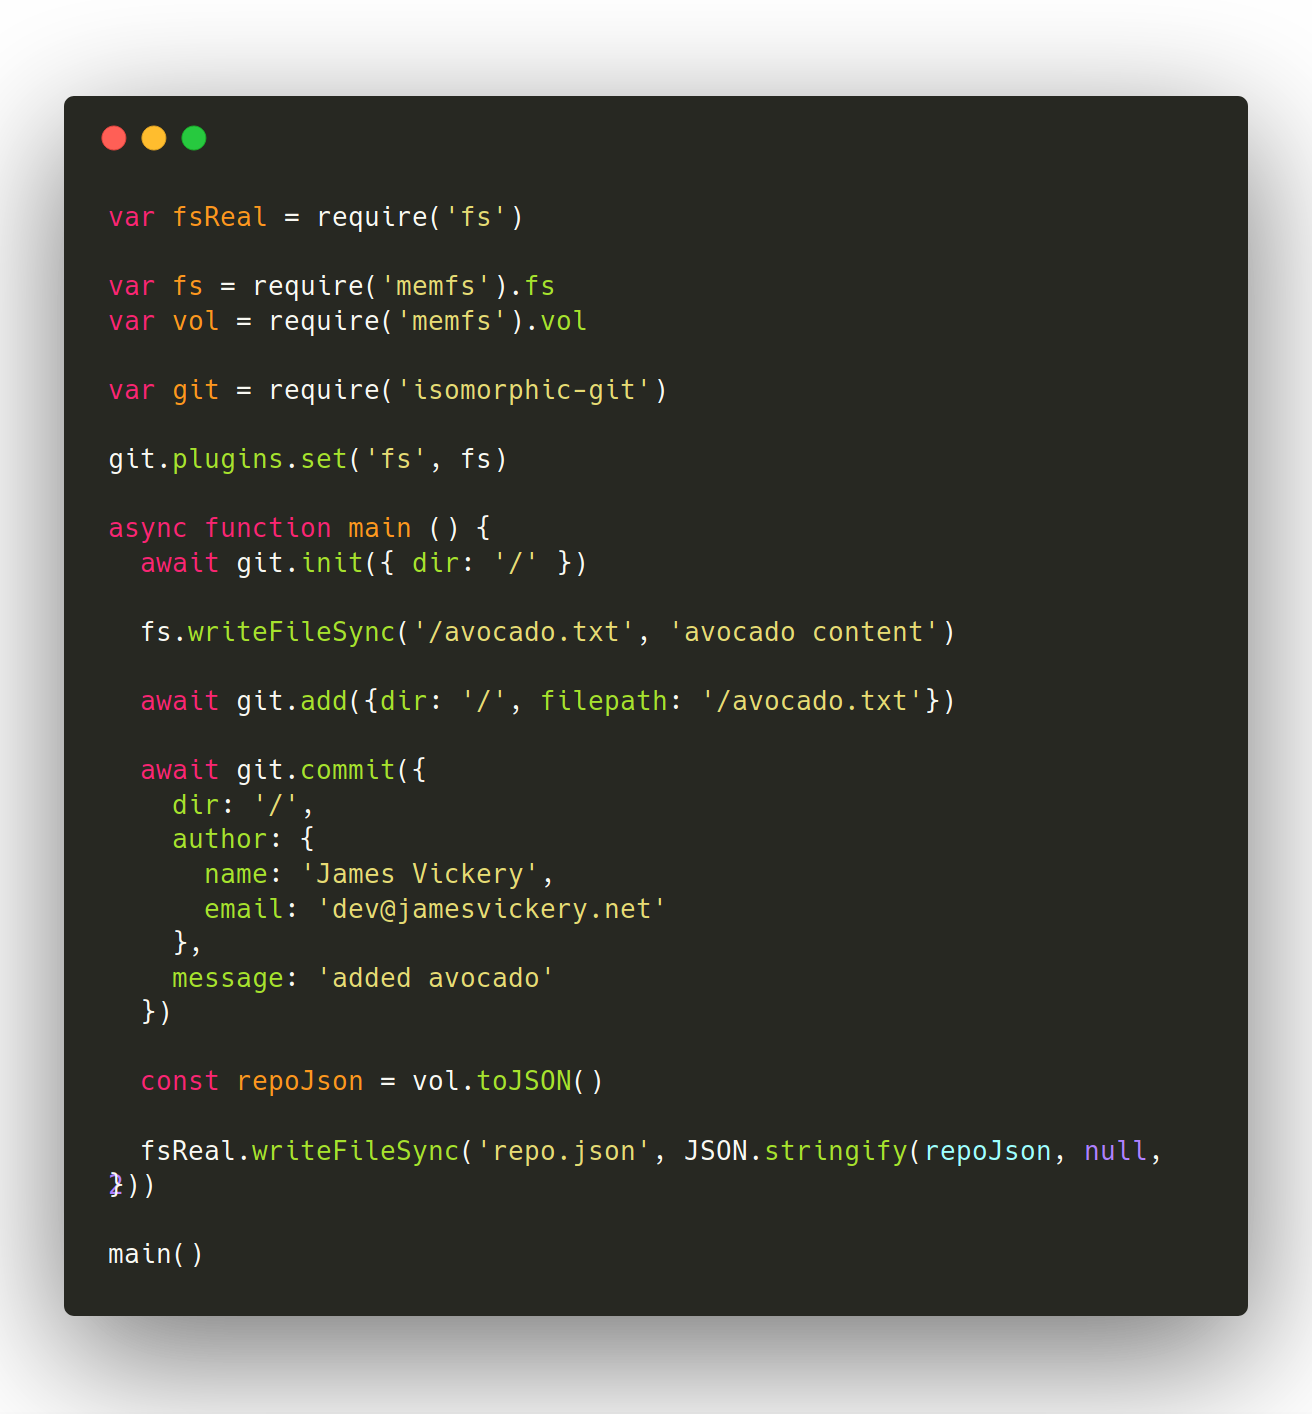 var fsReal = require('fs')
var fs = require('memfs').fs
var vol = require('memfs').vol
var git = require('isomorphic-git')
git.plugins.set('fs', fs)
async function main () {
  await git.init({ dir: '/' })
  fs.writeFileSync('/avocado.txt', 'avocado content')
  await git.add({dir: '/', filepath: '/avocado.txt'})
  await git.commit({
    dir: '/',
    author: {
      name: 'James Vickery',
      email: 'dev@jamesvickery.net'
    },
    message: 'added avocado'
  })
  const repoJson = vol.toJSON()
  fsReal.writeFileSync('repo.json', JSON.stringify(repoJson, null,
2))
}
main()